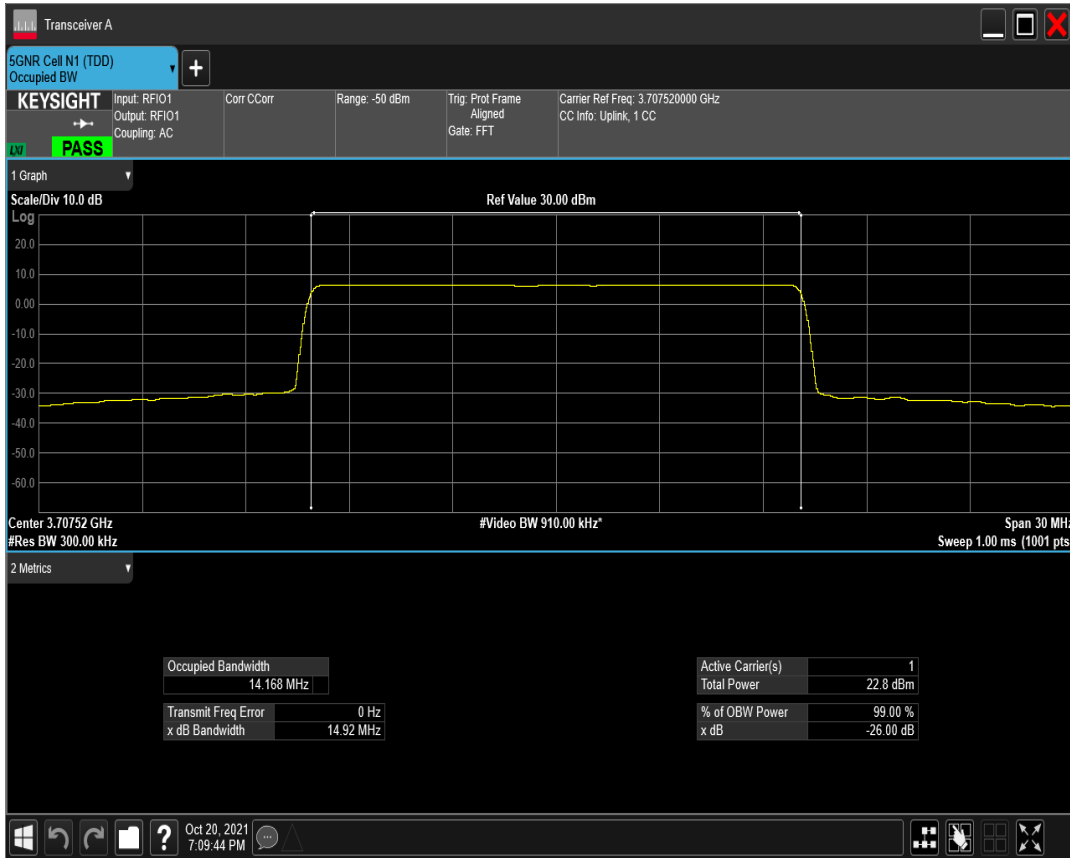 Transceiver A
5GNR Cell N1 (TDD)
Occupied BW
+
KEYSIGHT
LXI
PASS
Input: RFIO1
Output: RFIO1
Coupling: AC
Corr CCorr
Range: -50 dBm
Trig: Prot Frame
Aligned
Gate: FFT
Carrier Ref Freq: 3.707520000 GHz
CC Info: Uplink, 1 CC
1 Graph
Scale/Div 10.0 dB
Ref Value 30.00 dBm
Log
20.0
10.0
0.00
-10.0
-20.0
-30.0
-40.0
-50.0
-60.0
Center 3.70752 GHz
#Video BW 910.00 kHz*
Span 30 MHz
#Res BW 300.00 kHz
Sweep 1.00 ms (1001 pts
2 Metrics
Occupied Bandwidth
14.168 MHz
Transmit Freq Error 0 Hz
x dB Bandwidth 14.92 MHz
Active Carrier(s) 1
Total Power 22.8 dBm
% of OBW Power 99.00 %
x dB -26.00 dB
?
Oct 20, 2021
7:09:44 PM